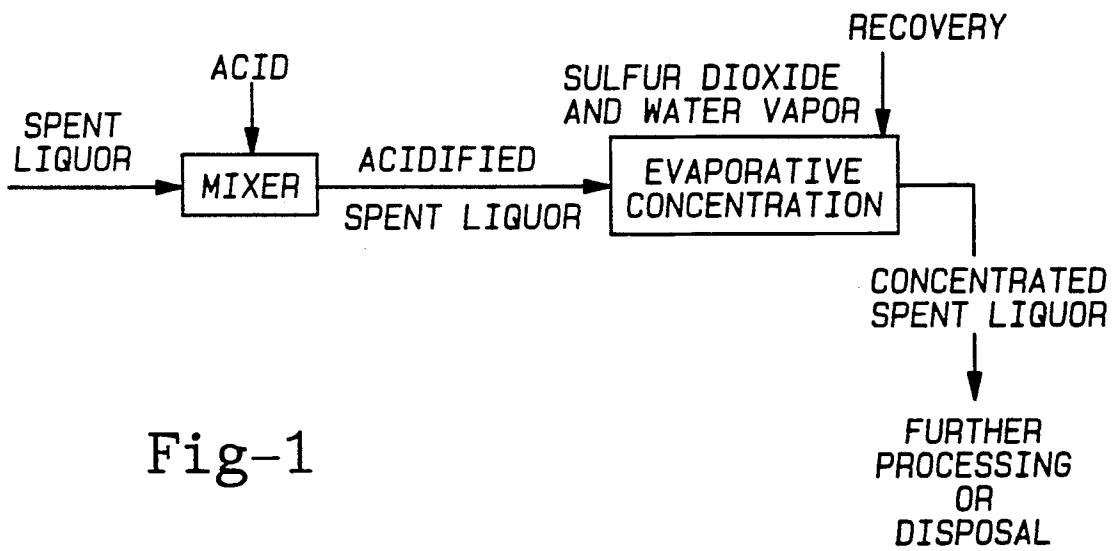 RECOVERY
ACID
SULFUR DIOXIDE
AND WATER VAPOR
SPENT
LIQUOR
MIXER
ACIDIFIED
SPENT LIQUOR
EVAPORATIVE
CONCENTRATION
CONCENTRATED
SPENT LIQUOR
FURTHER
PROCESSING
OR
DISPOSAL
Fig-1